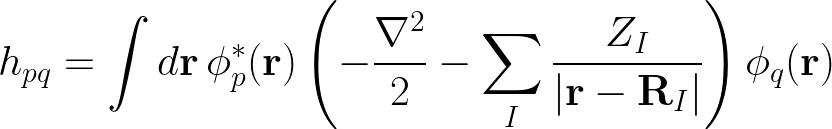 $h_{pq} = \int d\mathbf{r}\, \phi_p^*(\mathbf{r}) \left( -\frac{\nabla^2}{2} - \sum_I \frac{Z_I}{|\mathbf{r} - \mathbf{R}_I|} \right) \phi_q(\mathbf{r})$